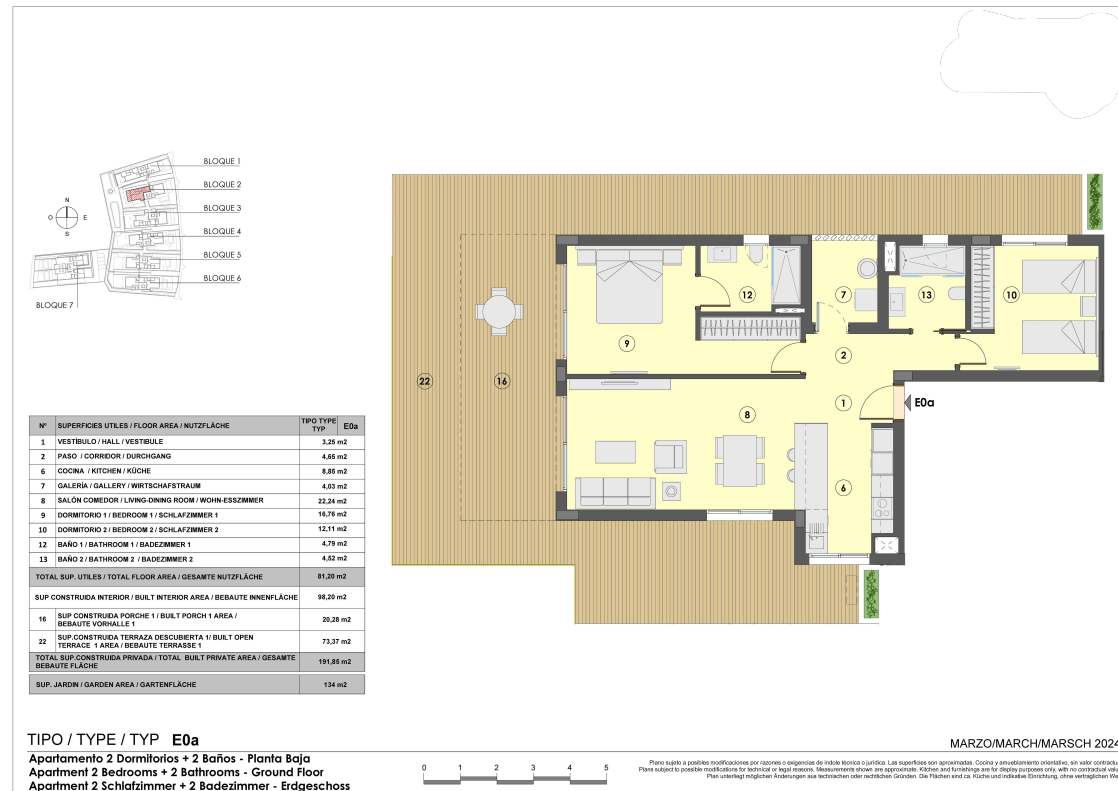 BLOQUE 1
BLOQUE 2
BLOQUE 3
BLOQUE 4
BLOQUE 5
BLOQUE 6
BLOQUE 7
N
O E
S
12
7
13
10
9
2
22
16
8
1
E0a
6
Nº SUPERFICIES UTILES / FLOOR AREA / NUTZFLÄCHE TIPO TYPE TYP E0a
1 VESTÍBULO / HALL / VESTIBULE 3,25 m2
2 PASO / CORRIDOR / DURCHGANG 4,65 m2
6 COCINA / KITCHEN / KÜCHE 8,85 m2
7 GALERÍA / GALLERY / WIRTSCHAFTSRAUM 4,03 m2
8 SALÓN COMEDOR / LIVING-DINING ROOM / WOHN-ESSZIMMER 22,24 m2
9 DORMITORIO 1 / BEDROOM 1 / SCHLAFZIMMER 1 16,76 m2
10 DORMITORIO 2 / BEDROOM 2 / SCHLAFZIMMER 2 12,11 m2
12 BAÑO 1 / BATHROOM 1 / BADEZIMMER 1 4,79 m2
13 BAÑO 2 / BATHROOM 2 / BADEZIMMER 2 4,52 m2
TOTAL SUP. UTILES / TOTAL FLOOR AREA / GESAMTE NUTZFLÄCHE 81,20 m2
SUP CONSTRUIDA INTERIOR / BUILT INTERIOR AREA / BEBAUTE INNENFLÄCHE 98,20 m2
16 SUP CONSTRUIDA PORCHE 1 / BUILT PORCH 1 AREA /
BEBAUTE VORHALLE 1 20,28 m2
22 SUP.CONSTRUIDA TERRAZA DESCUBIERTA 1/ BUILT OPEN
TERRACE 1 AREA / BEBAUTE TERRASSE 1 73,37 m2
TOTAL SUP.CONSTRUIDA PRIVADA / TOTAL BUILT PRIVATE AREA / GESAMTE
BEBAUTE FLÄCHE 191,85 m2
SUP. JARDIN / GARDEN AREA / GARTENFLÄCHE 134 m2
TIPO / TYPE / TYP E0a
MARZO/MARCH/MARSCH 2024
Apartamento 2 Dormitorios + 2 Baños - Planta Baja
Apartment 2 Bedrooms + 2 Bathrooms - Ground Floor
Apartment 2 Schlafzimmer + 2 Badezimmer - Erdgeschoss
0 1 2 3 4 5
Plano sujeto a posibles modificaciones por razones o exigencias de índole técnica o jurídica. Las superficies son aproximadas. Cocina y amueblamiento orientativo, sin valor contractu
Plans subject to possible modifications for technical or legal reasons. Measurements shown are approximate. Kitchen and furnishings are for display purposes only, with no contractual valu
Plan unterliegt möglichen Änderungen aus technischen oder rechtlichen Gründen. Die Flächen sind ca. Küche und indikative Einrichtung, ohne vertraglichen We